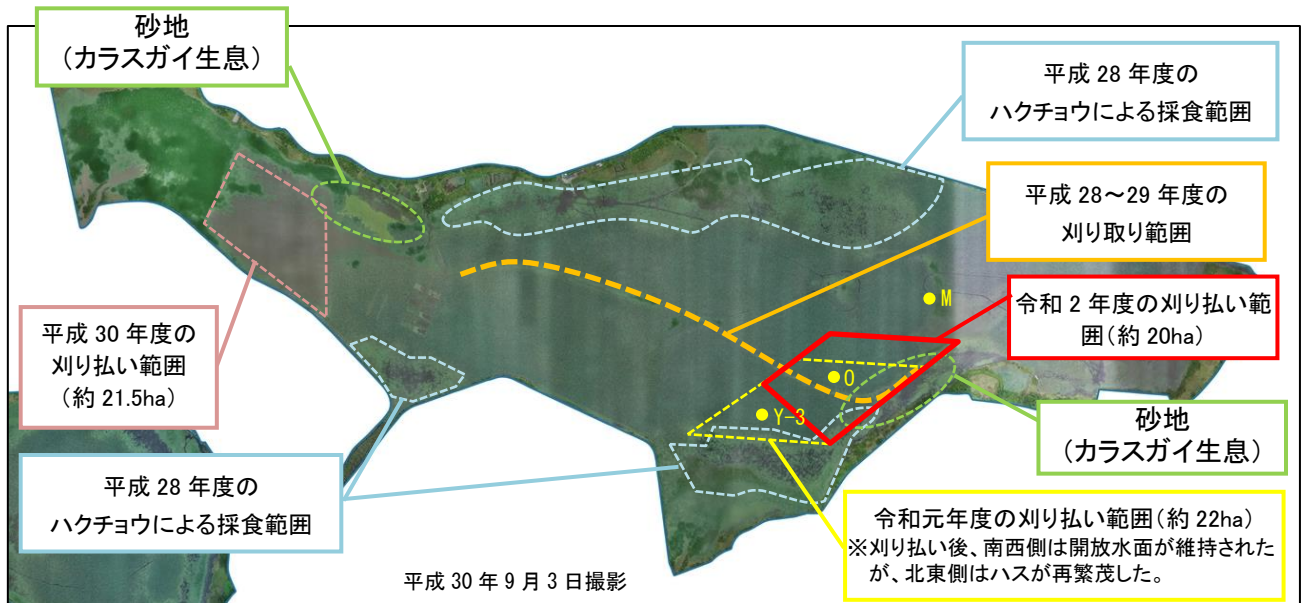 砂地
(カラスガイ生息)
平成 28 年度の
ハクチョウによる採食範囲
平成 28～29 年度の
刈り取り範囲
M
令和 2 年度の刈り払い範
囲(約 20ha)
平成 30 年度の
刈り払い範囲
(約 21.5ha)
O
Y-3
砂地
(カラスガイ生息)
平成 28 年度の
ハクチョウによる採食範囲
令和元年度の刈り払い範囲(約 22ha)
※刈り払い後、南西側は開放水面が維持された
が、北東側はハスが再繁茂した。
平成 30 年 9 月 3 日撮影